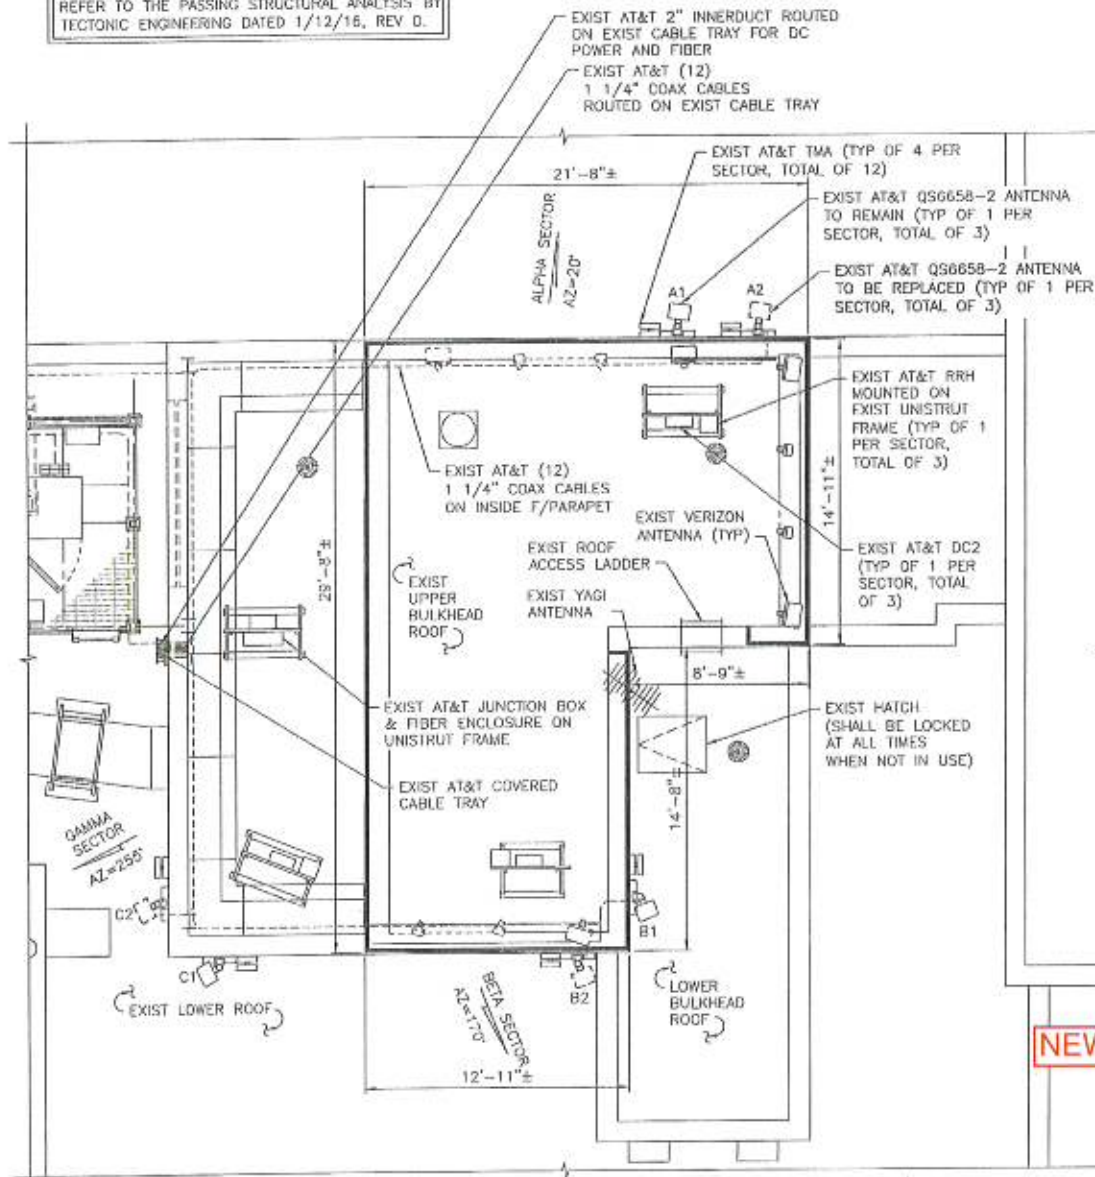 REFER TO THE PASSING STRUCTURAL ANALYSIS BY
TECTONIC ENGINEERING DATED 1/12/16, REV 0.
EXIST AT&T 2" INNERDUCT ROUTED
ON EXIST CABLE TRAY FOR DC
POWER AND FIBER
EXIST AT&T (12)
1 1/4" COAX CABLES
ROUTED ON EXIST CABLE TRAY
EXIST AT&T TMA (TYP OF 4 PER
SECTOR, TOTAL OF 12)
21'-8"±
EXIST AT&T QS6658-2 ANTENNA
TO REMAIN (TYP OF 1 PER
SECTOR, TOTAL OF 3)
ALPHA SECTOR
AZ=20°
A1
A2
EXIST AT&T QS6658-2 ANTENNA
TO BE REPLACED (TYP OF 1 PER
SECTOR, TOTAL OF 3)
EXIST AT&T RRH
MOUNTED ON
EXIST UNISTRUT
FRAME (TYP OF 1
PER SECTOR,
TOTAL OF 3)
EXIST AT&T (12)
1 1/4" COAX CABLES
ON INSIDE F/PARAPET
14'-11"±
29'-8"±
EXIST VERIZON
ANTENNA (TYP)
EXIST ROOF
ACCESS LADDER
EXIST YAGI
ANTENNA
EXIST AT&T DC2
(TYP OF 1 PER
SECTOR, TOTAL
OF 3)
EXIST
UPPER
BULKHEAD
ROOF
8'-9"±
EXIST AT&T JUNCTION BOX
& FIBER ENCLOSURE ON
UNISTRUT FRAME
EXIST HATCH
(SHALL BE LOCKED
AT ALL TIMES
WHEN NOT IN USE)
EXIST AT&T COVERED
CABLE TRAY
14'-8"±
GAMMA
SECTOR
AZ=255°
C2
B1
C1
B2
EXIST LOWER ROOF
BETA SECTOR
AZ=170°
LOWER
BULKHEAD
ROOF
12'-11"±
NEW